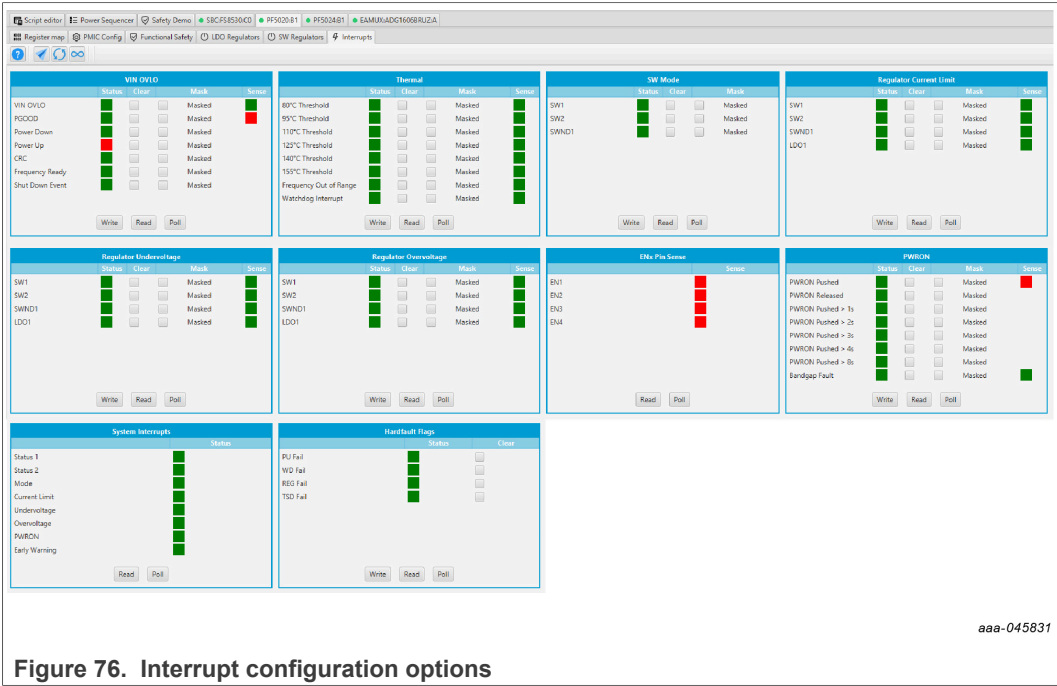 Script editor Power Sequencer Safety Demo SBC:FS8530:C0 PF5020:B1 PF5024:B1 EAMUX:ADG1606BRUZ:A
Register map PMIC Config Functional Safety LDO Regulators SW Regulators Interrupts
VIN OVLO
Status Clear Mask Sense
VIN OVLO Masked
PGOOD Masked
Power Down Masked
Power Up Masked
CRC Masked
Frequency Ready Masked
Shut Down Event Masked
Write Read Poll
Thermal
Status Clear Mask Sense
80°C Threshold Masked
95°C Threshold Masked
110°C Threshold Masked
125°C Threshold Masked
140°C Threshold Masked
155°C Threshold Masked
Frequency Out of Range Masked
Watchdog Interrupt Masked
Write Read Poll
SW Mode
Status Clear Mask
SW1 Masked
SW2 Masked
SWND1 Masked
Write Read Poll
Regulator Current Limit
Status Clear Mask Sense
SW1 Masked
SW2 Masked
SWND1 Masked
LDO1 Masked
Write Read Poll
Regulator Undervoltage
Status Clear Mask Sense
SW1 Masked
SW2 Masked
SWND1 Masked
LDO1 Masked
Write Read Poll
Regulator Overvoltage
Status Clear Mask Sense
SW1 Masked
SW2 Masked
SWND1 Masked
LDO1 Masked
Write Read Poll
ENx Pin Sense
Sense
EN1
EN2
EN3
EN4
Read Poll
PWRON
Status Clear Mask Sense
PWRON Pushed Masked
PWRON Released Masked
PWRON Pushed > 1s Masked
PWRON Pushed > 2s Masked
PWRON Pushed > 3s Masked
PWRON Pushed > 4s Masked
PWRON Pushed > 8s Masked
Bandgap Fault Masked
Write Read Poll
System Interrupts
Status
Status 1
Status 2
Mode
Current Limit
Undervoltage
Overvoltage
PWRON
Early Warning
Read Poll
Hardfault Flags
Status Clear
PU Fail
WD Fail
REG Fail
TSD Fail
Write Read Poll
aaa-045831
Figure 76. Interrupt configuration options